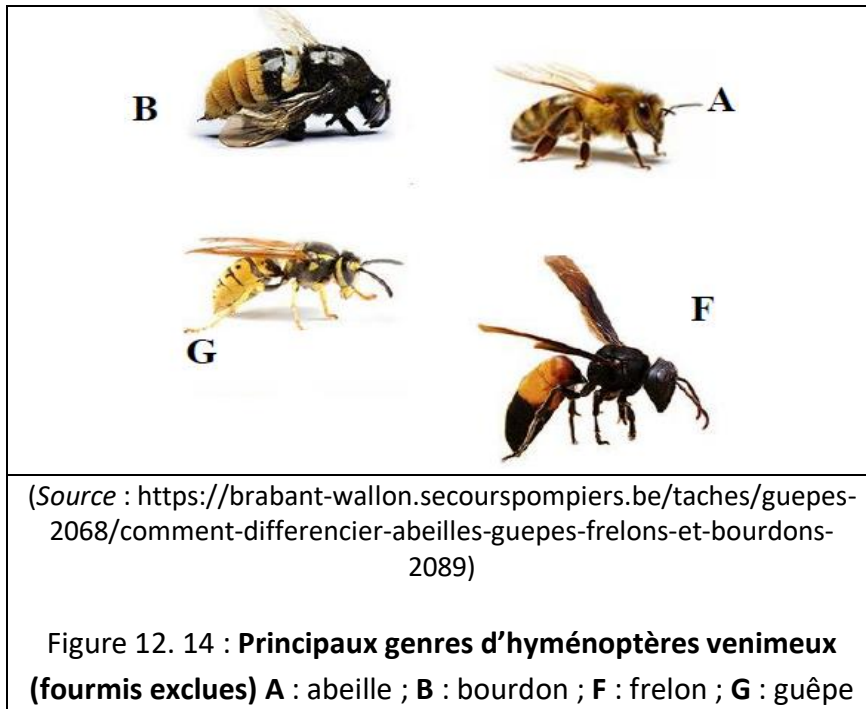 B
A
G
F
(Source : https://brabant-wallon.secourspompiers.be/taches/guepes-
2068/comment-differencier-abeilles-guepes-frelons-et-bourdons-
2089)
Figure 12. 14 : Principaux genres d’hyménoptères venimeux
(fourmis exclues) A : abeille ; B : bourdon ; F : frelon ; G : guêpe